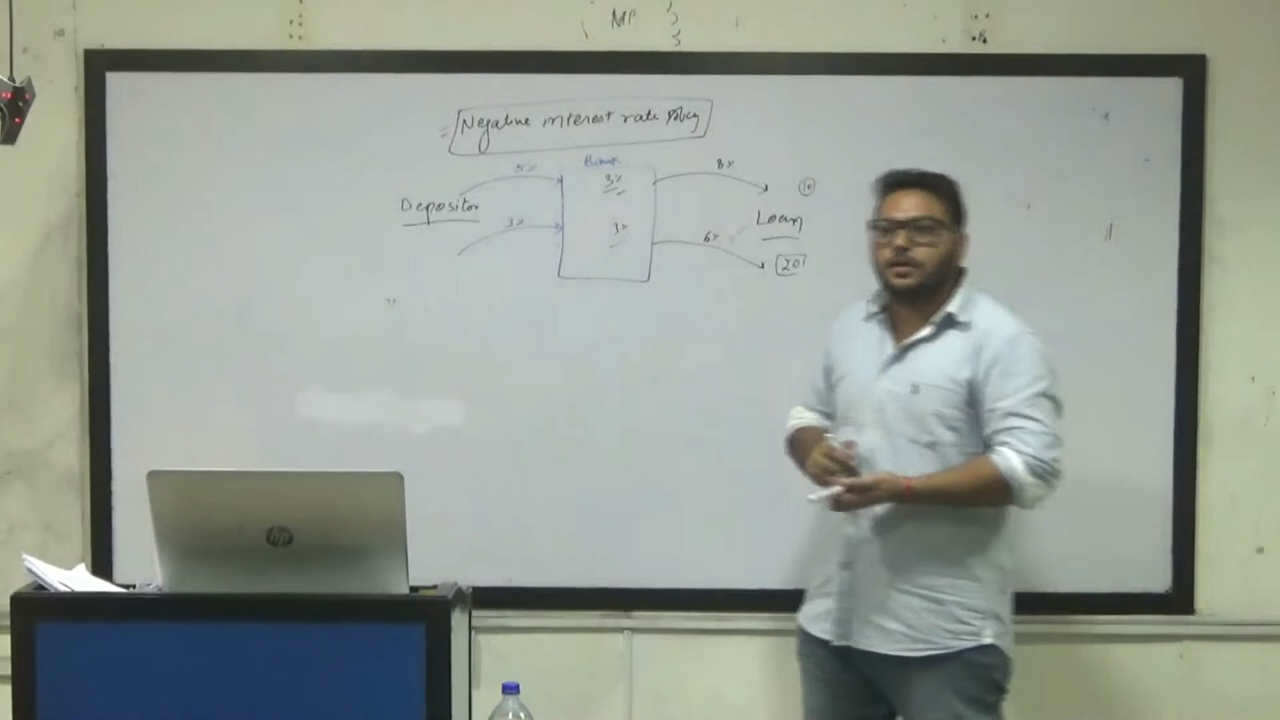 MP
= Negative interest rate policy
Bank
5% 3% 8% 10
Depositor
3% 3% 6% Loan
20
hp